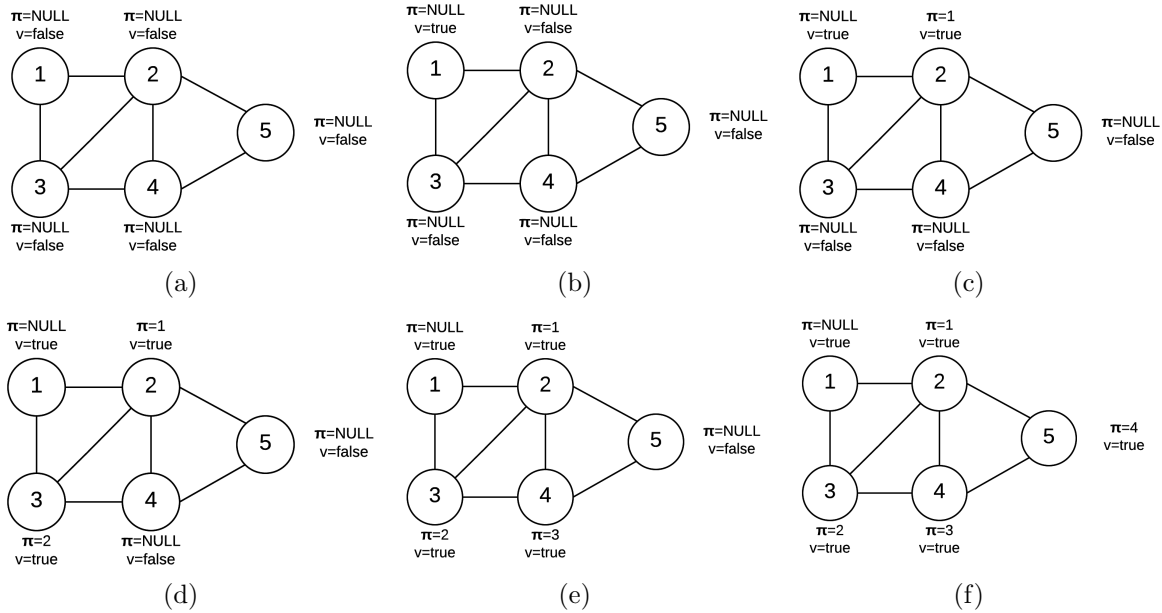 π=NULL π=NULL
v=false v=false
1 2
5
π=NULL
v=false
3 4
π=NULL π=NULL
v=false v=false
(a)
π=NULL π=NULL
v=true v=false
1 2
5
π=NULL
v=false
3 4
π=NULL π=NULL
v=false v=false
(b)
π=NULL π=1
v=true v=true
1 2
5
π=NULL
v=false
3 4
π=NULL π=NULL
v=false v=false
(c)
π=NULL π=1
v=true v=true
1 2
5
π=NULL
v=false
3 4
π=2 π=NULL
v=true v=false
(d)
π=NULL π=1
v=true v=true
1 2
5
π=NULL
v=false
3 4
π=2 π=3
v=true v=true
(e)
π=NULL π=1
v=true v=true
1 2
5
π=4
v=true
3 4
π=2 π=3
v=true v=true
(f)